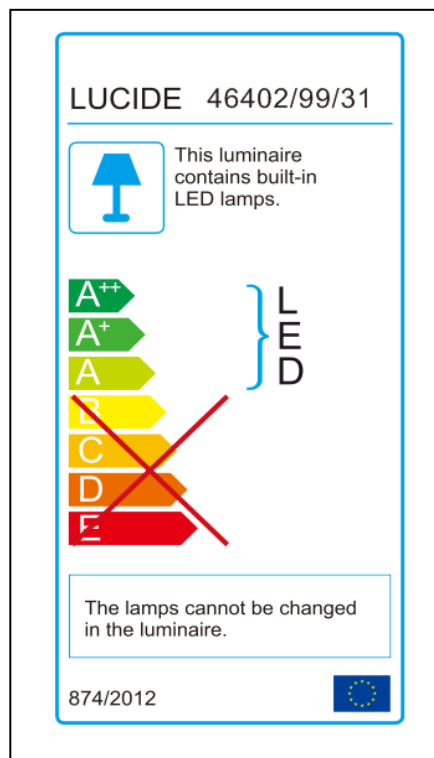 LUCIDE 46402/99/31
This luminaire
contains built-in
LED lamps.
A++
A+
A
B
C
D
E
L
E
D
The lamps cannot be changed
in the luminaire.
874/2012